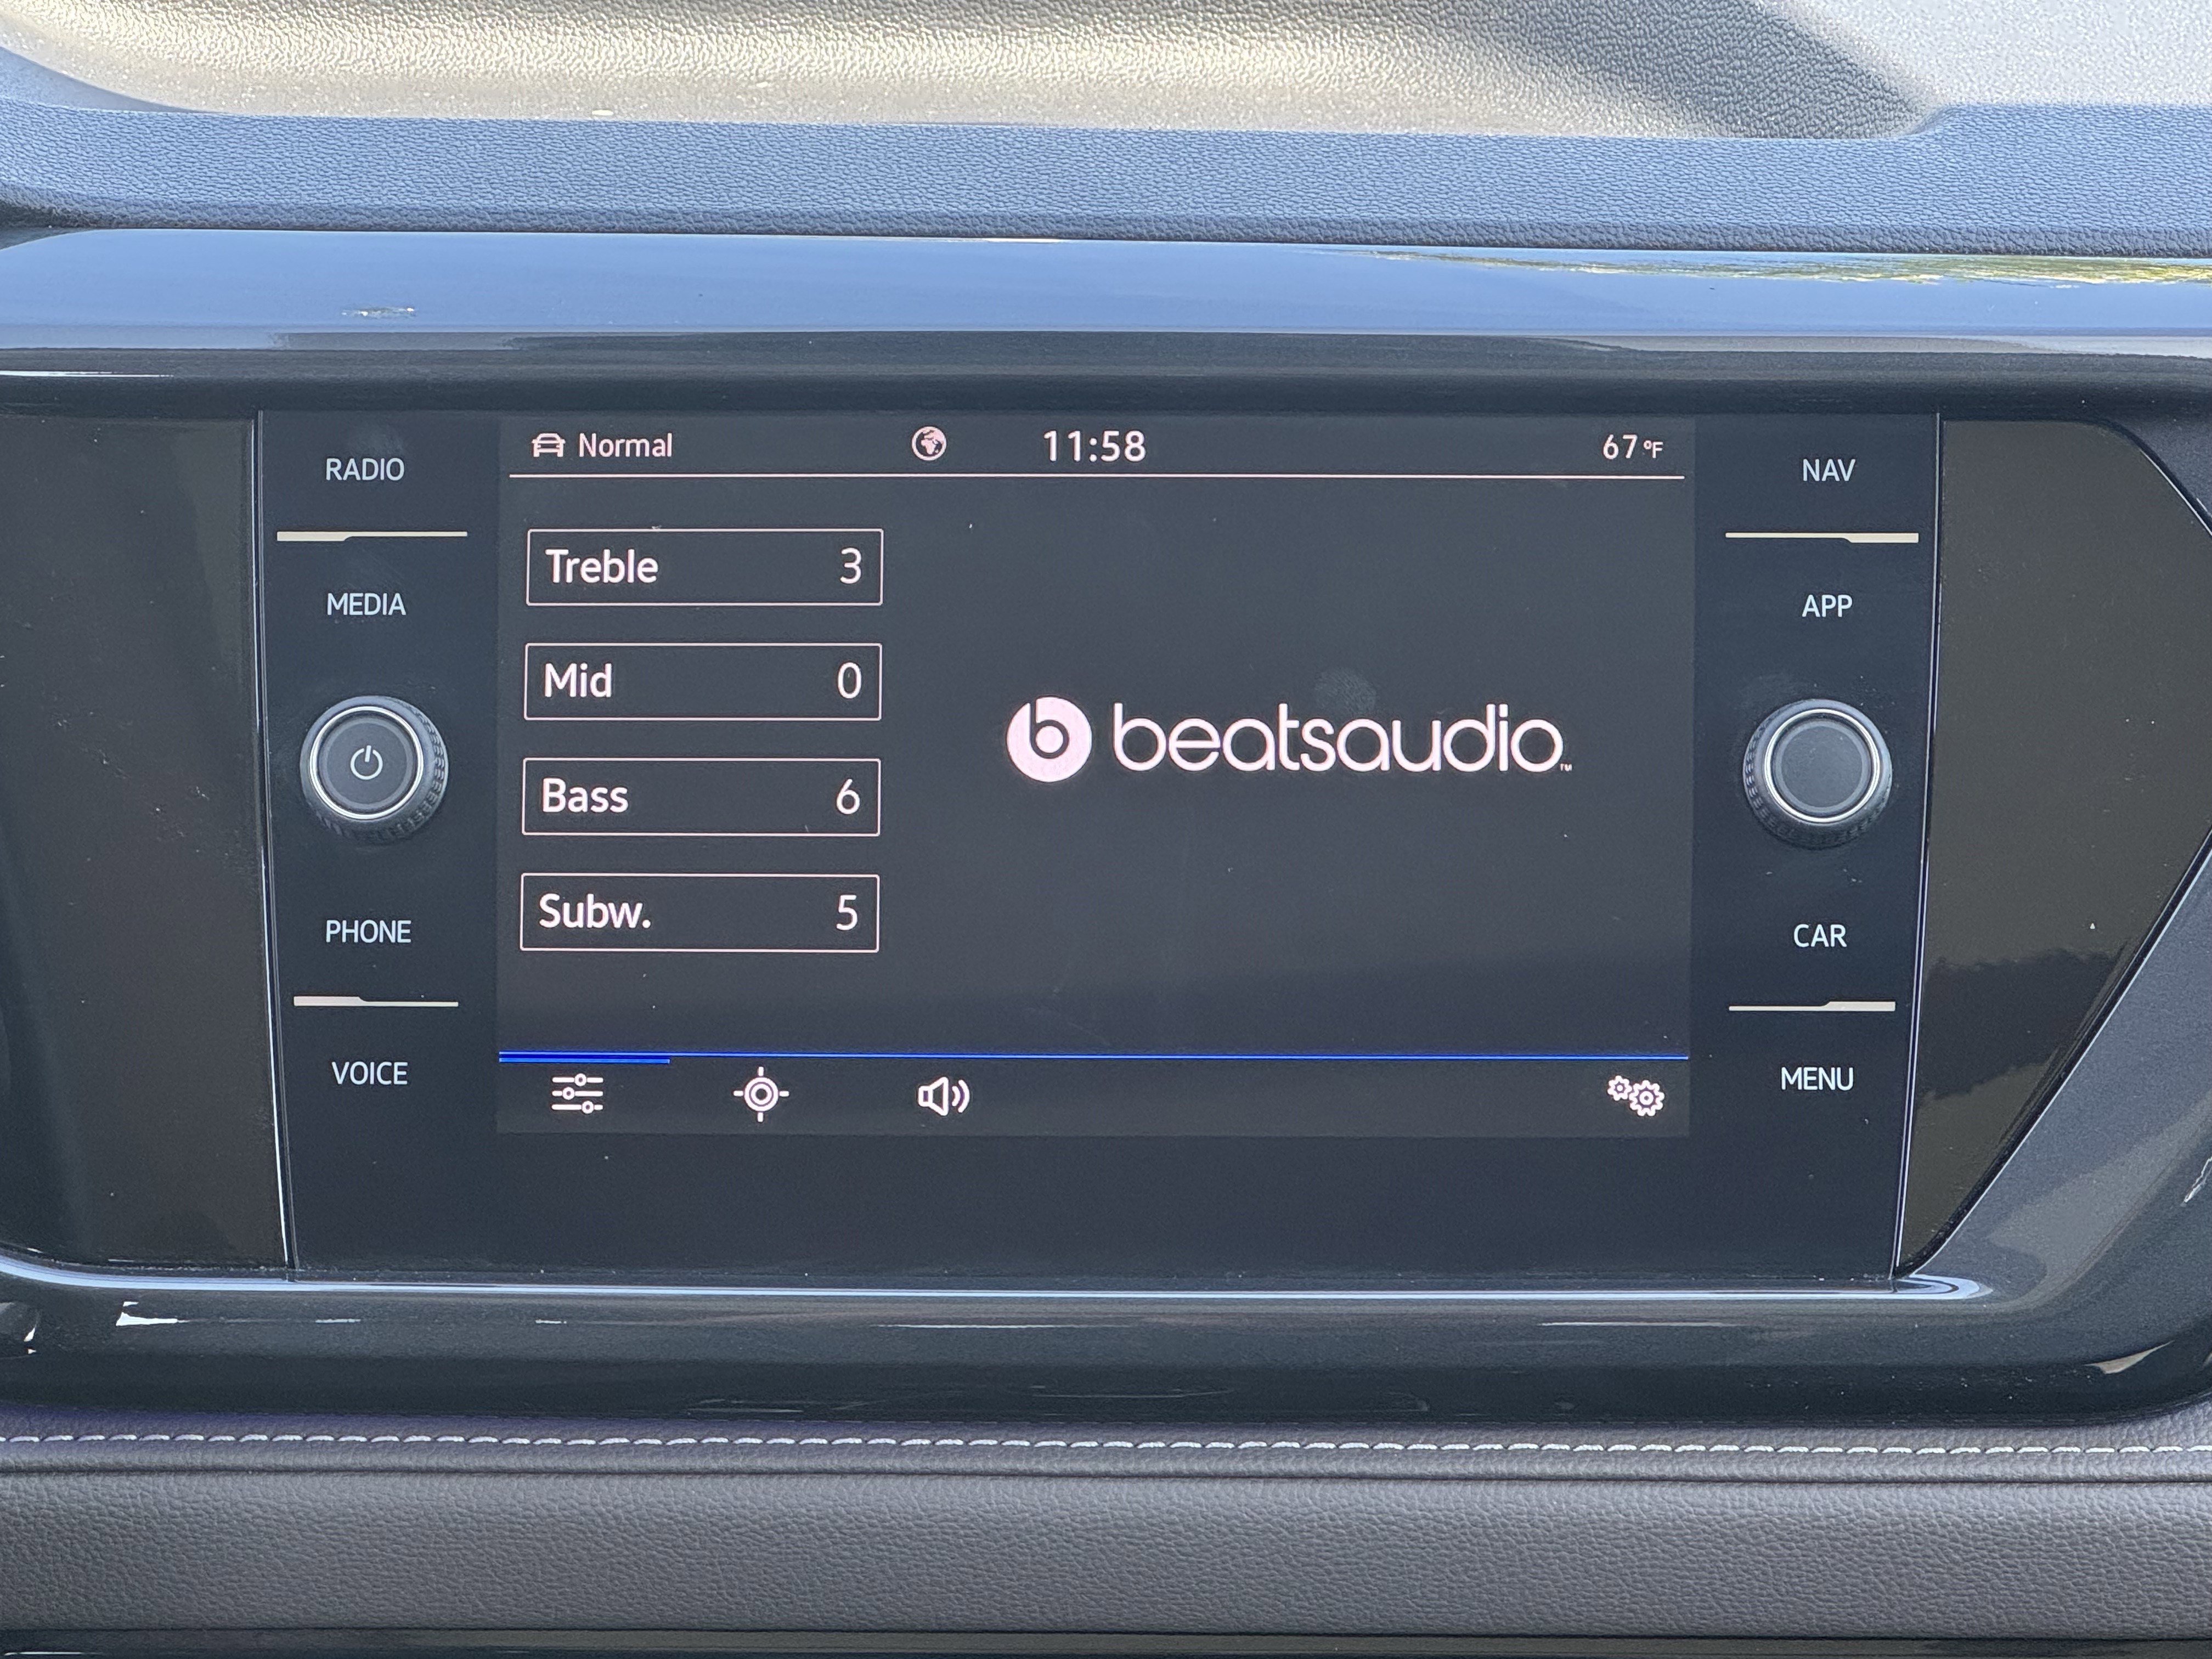 RADIO
MEDIA
PHONE
VOICE
Normal
11:58
67°F
Treble 3
Mid 0
Bass 6
Subw. 5
b beatsaudio™
NAV
APP
CAR
MENU